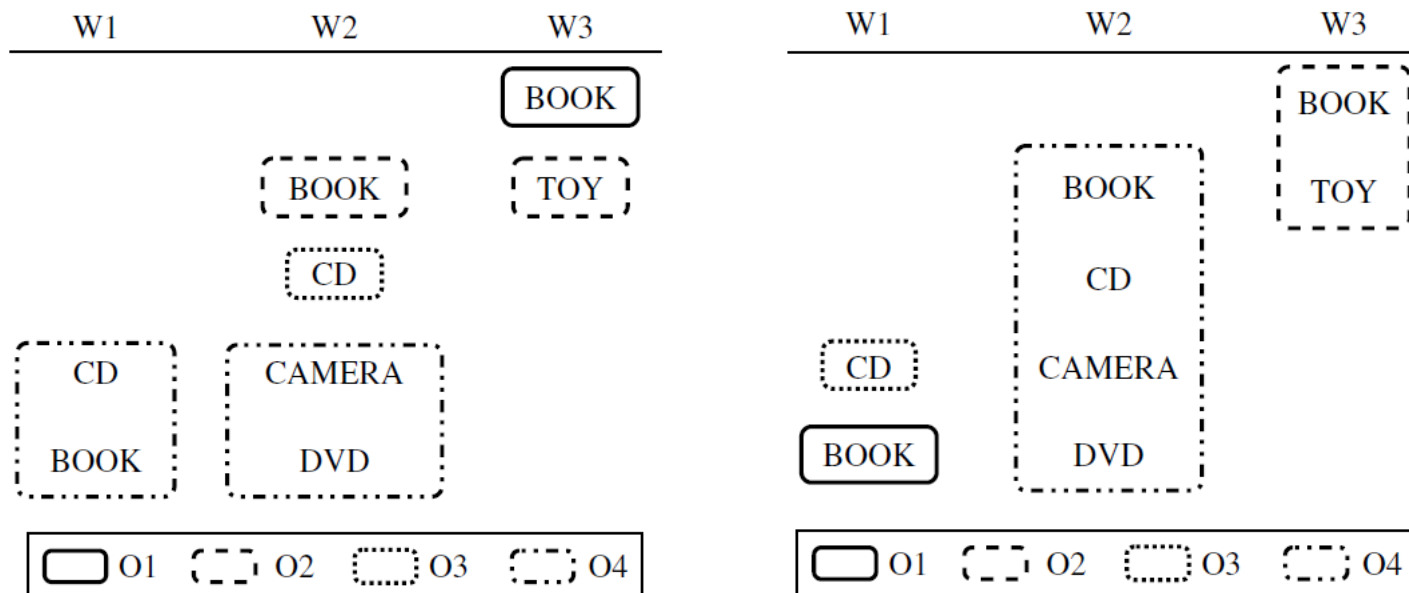 W1 W2 W3
BOOK
BOOK TOY
CD
CD CAMERA
BOOK DVD
O1 O2 O3 O4
W1 W2 W3
BOOK
BOOK TOY
CD
CD CAMERA
BOOK DVD
O1 O2 O3 O4